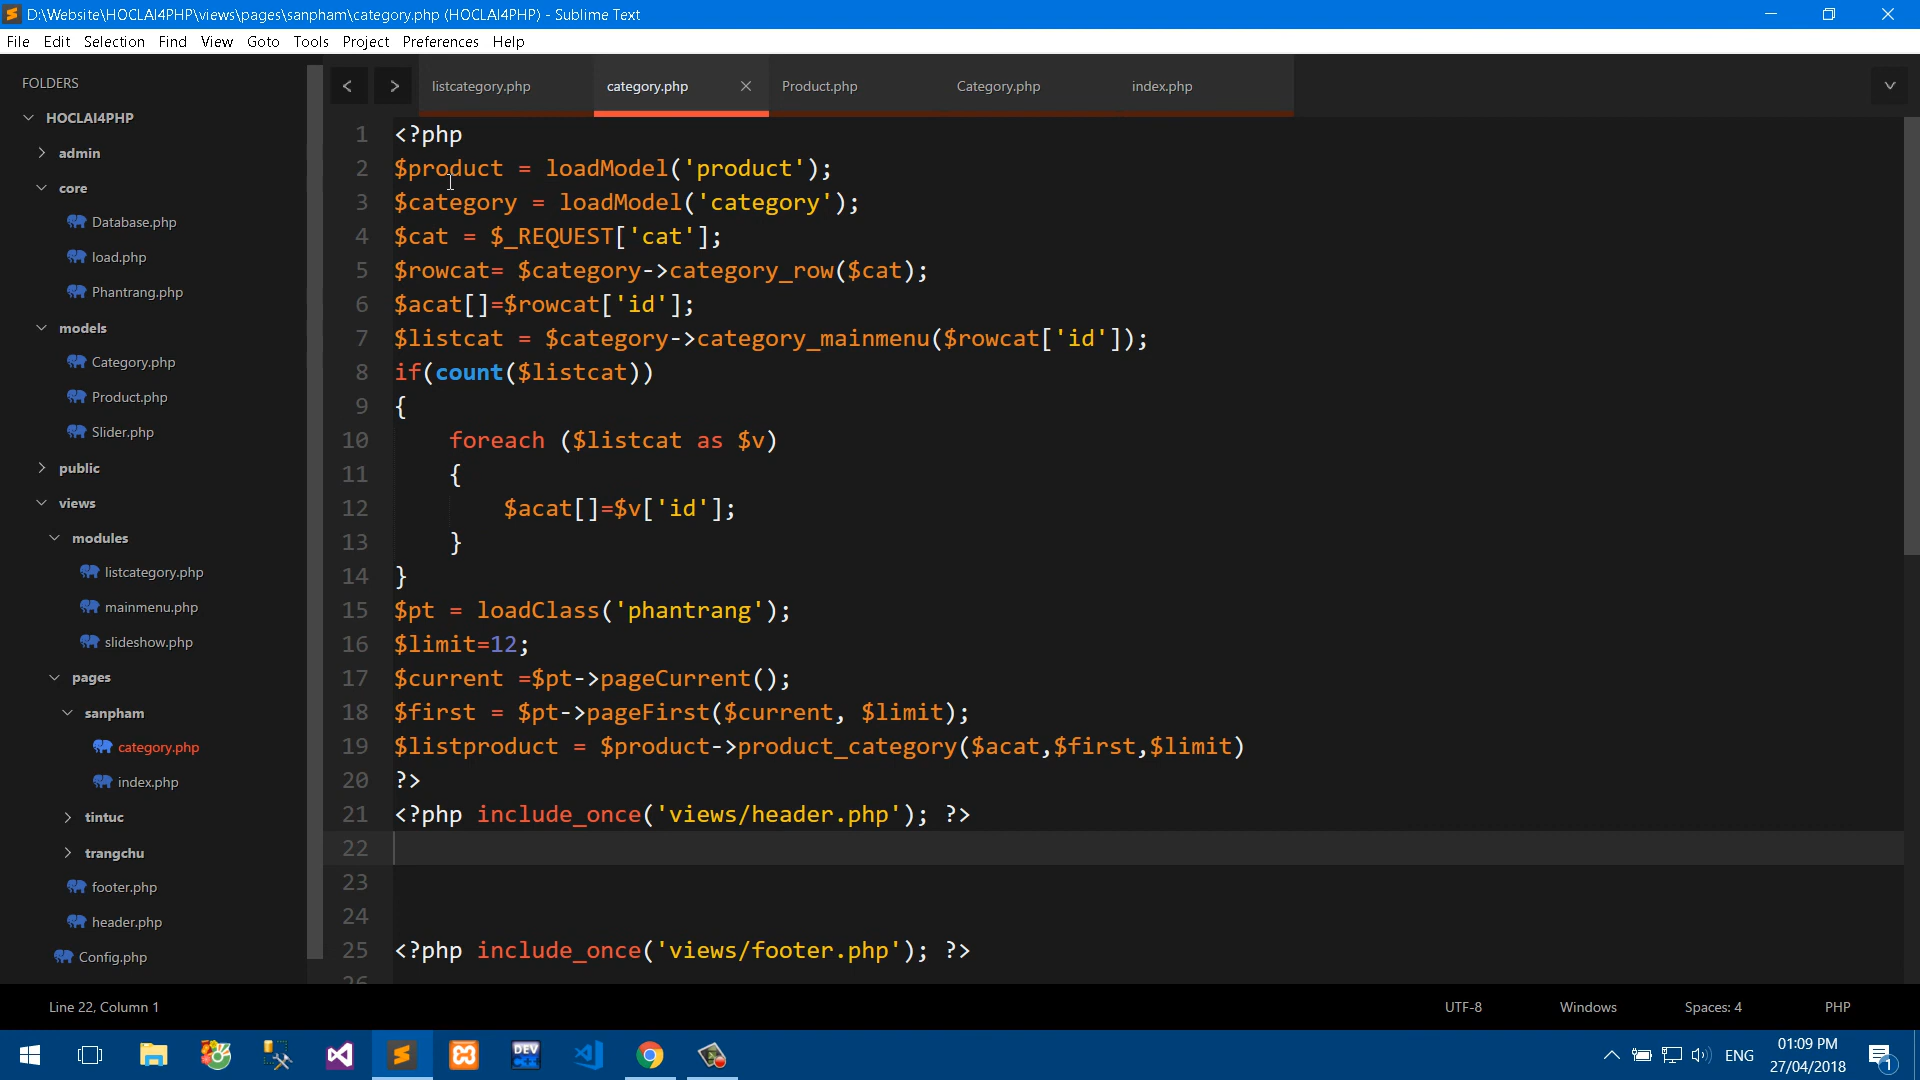 D:\Website\HOCLAI4PHP\views\pages\sanpham\category.php (HOCLAI4PHP) - Sublime Text
File Edit Selection Find View Goto Tools Project Preferences Help
FOLDERS
HOCLAI4PHP
admin
core
Database.php
load.php
Phantrang.php
models
Category.php
Product.php
Slider.php
public
views
modules
listcategory.php
mainmenu.php
slideshow.php
pages
sanpham
category.php
index.php
tintuc
trangchu
footer.php
header.php
Config.php
listcategory.php category.php Product.php Category.php index.php
1 <?php
2 $product = loadModel('product');
3 $category = loadModel('category');
4 $cat = $_REQUEST['cat'];
5 $rowcat= $category->category_row($cat);
6 $acat[]=$rowcat['id'];
7 $listcat = $category->category_mainmenu($rowcat['id']);
8 if(count($listcat))
9 {
10     foreach ($listcat as $v)
11     {
12         $acat[]=$v['id'];
13     }
14 }
15 $pt = loadClass('phantrang');
16 $limit=12;
17 $current =$pt->pageCurrent();
18 $first = $pt->pageFirst($current, $limit);
19 $listproduct = $product->product_category($acat,$first,$limit)
20 ?>
21 <?php include_once('views/header.php'); ?>
22
23
24
25 <?php include_once('views/footer.php'); ?>
26
Line 22, Column 1 UTF-8 Windows Spaces: 4 PHP
DEV
ENG
01:09 PM
27/04/2018
1